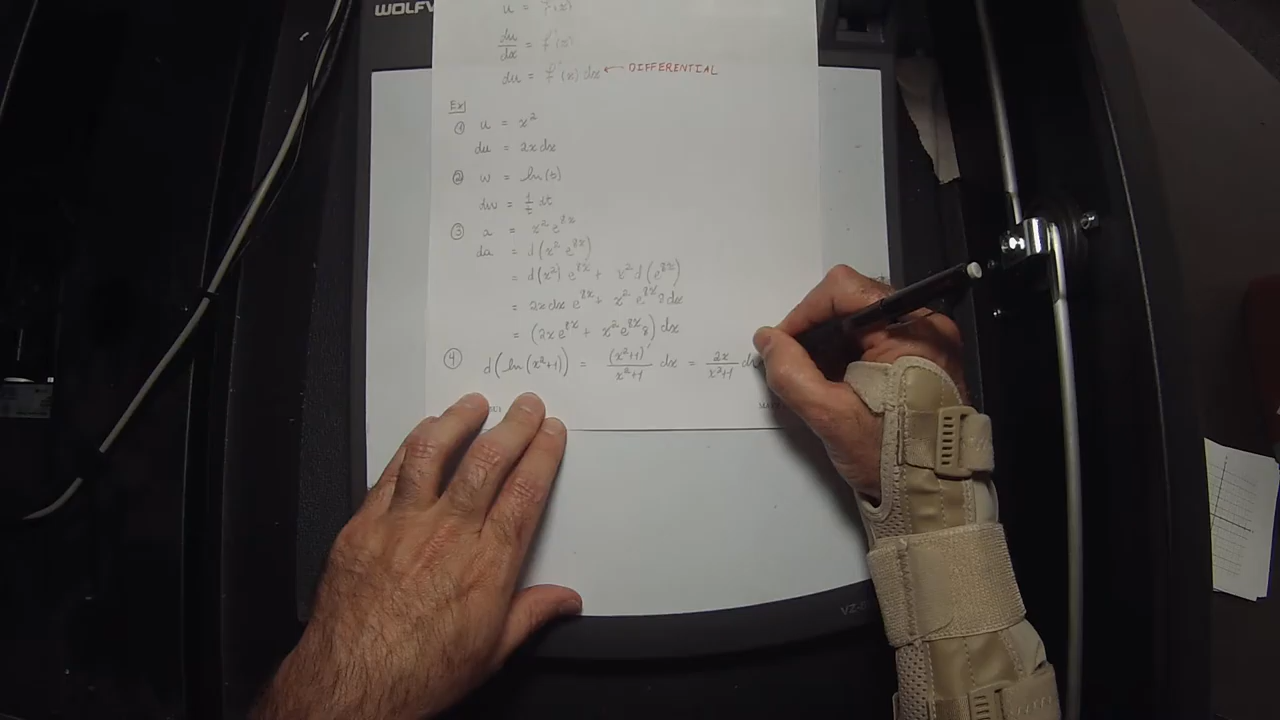 WOLFV
u = f(x)
du/dx = f'(x)
du = f'(x) dx ← DIFFERENTIAL
Ex
① u = x²
du = 2x dx
② w = ln(t)
dw = 1/t dt
③ a = x² e^{8x}
da = d(x² e^{8x})
= d(x²) e^{8x} + x² d(e^{8x})
= 2x dx e^{8x} + x² e^{8x} 8 dx
= (2x e^{8x} + x² e^{8x} 8) dx
④ d(ln(x²+1)) = (x²+1)'/x²+1 dx = 2x/x²+1 dx